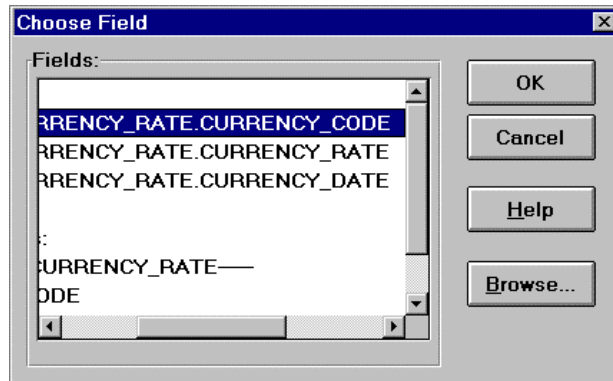 Choose Field
Fields:
RRENCY_RATE.CURRENCY_CODE
RRENCY_RATE.CURRENCY_RATE
RRENCY_RATE.CURRENCY_DATE
s:
CURRENCY_RATE——
ODE
OK
Cancel
Help
Browse...